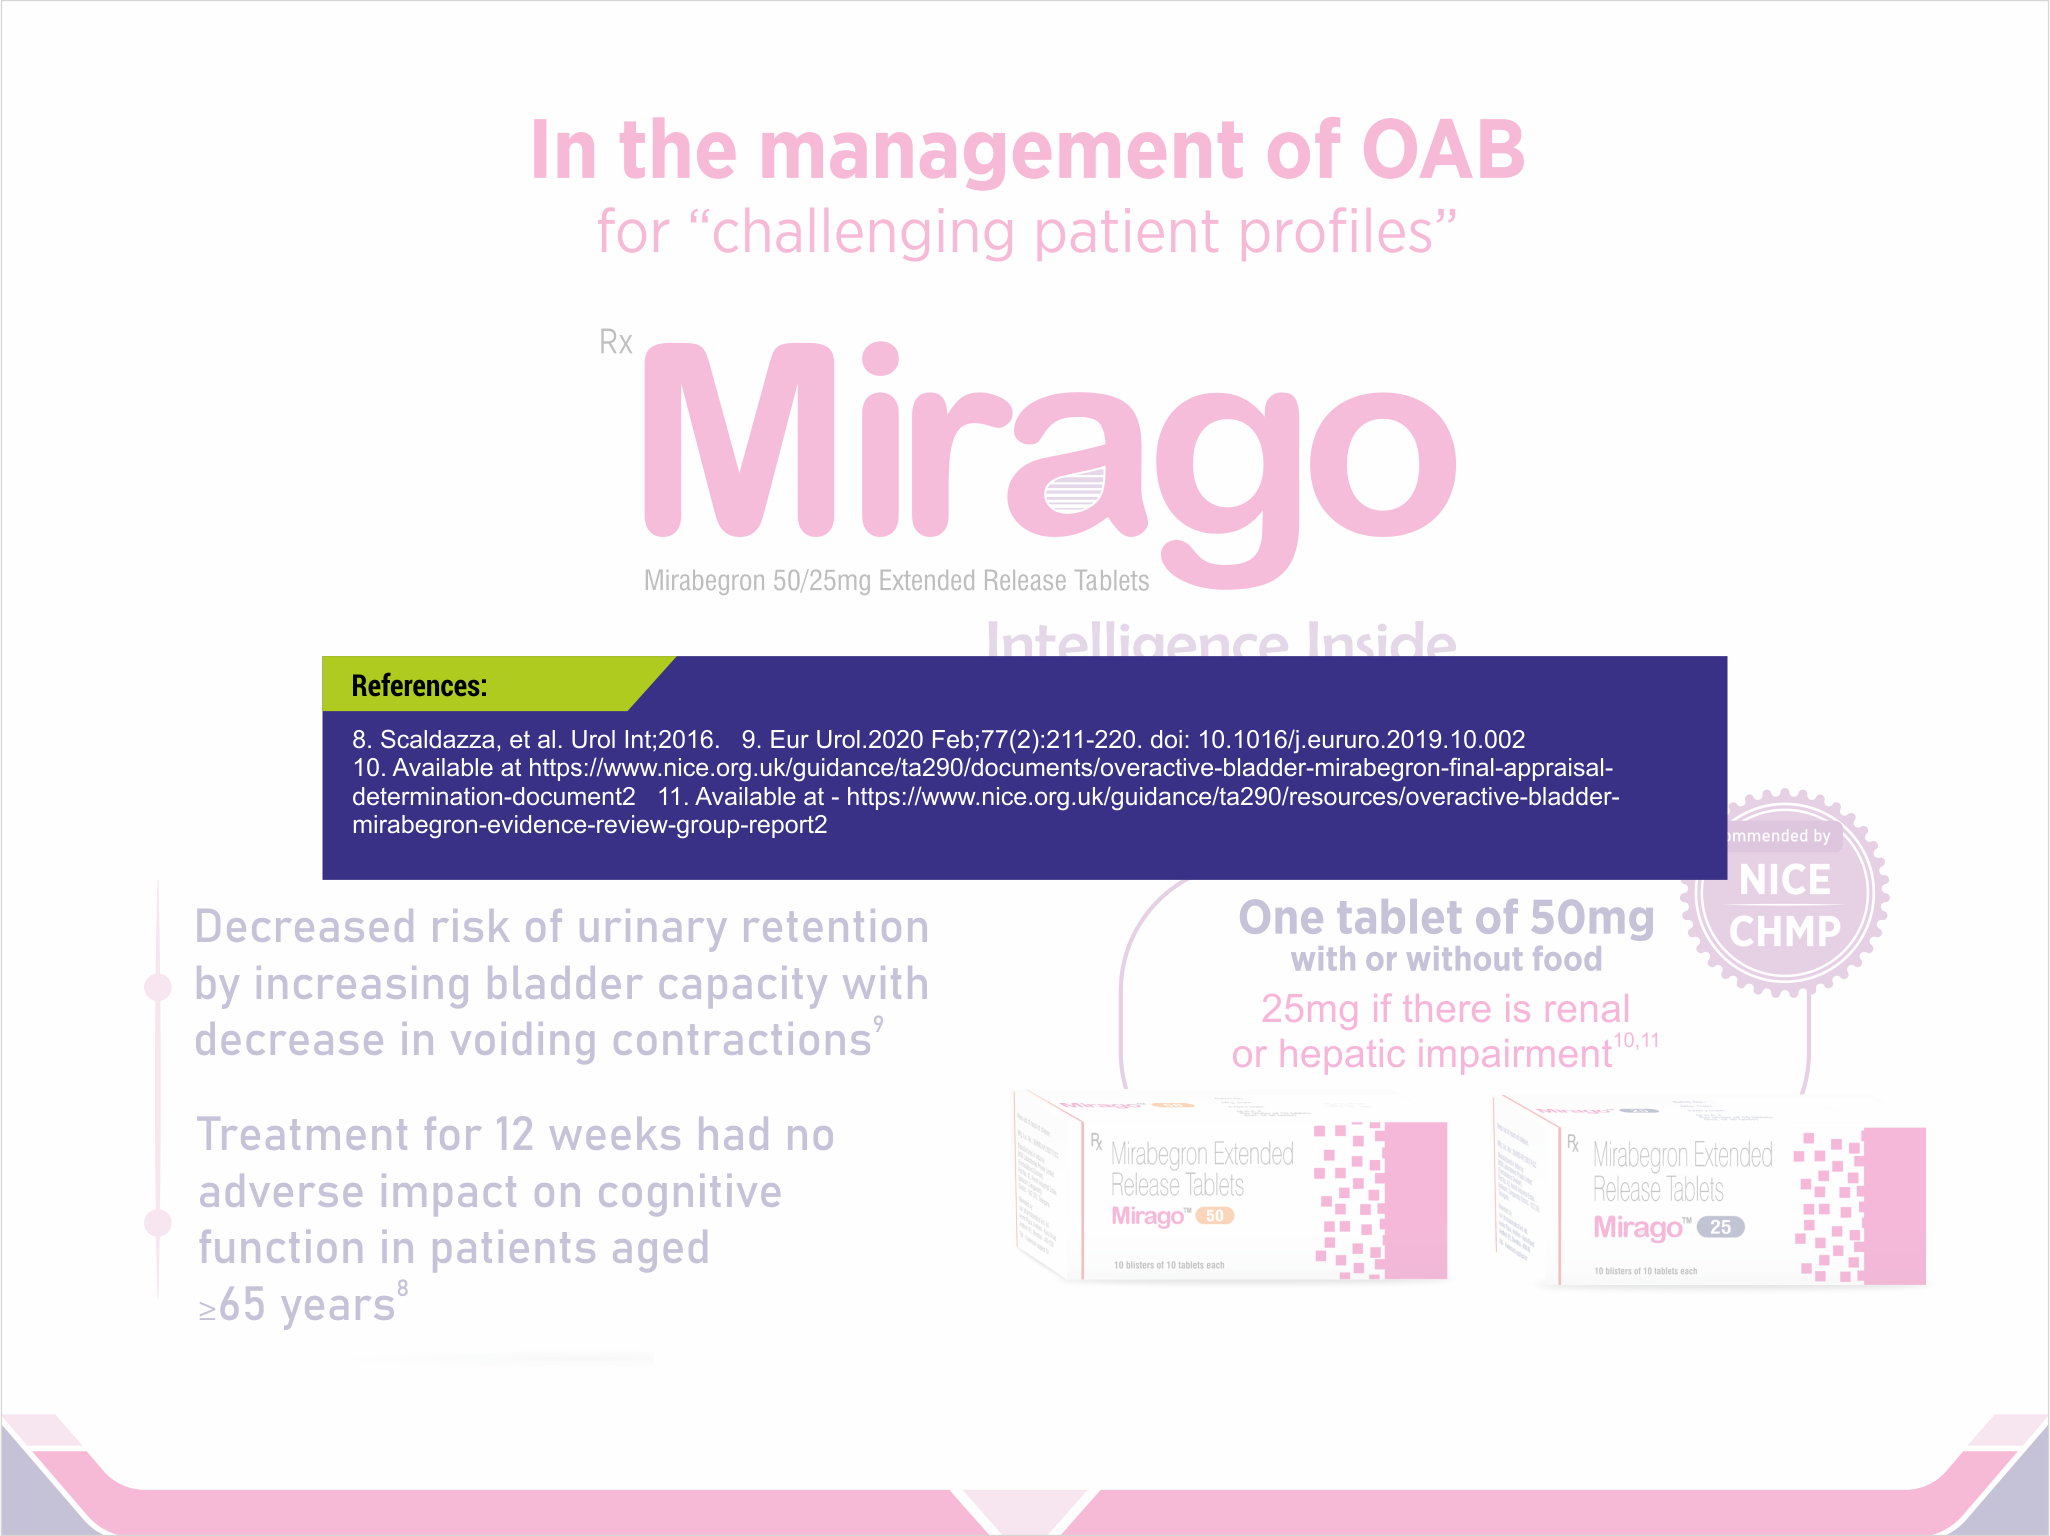 In the management of OAB
for “challenging patient profiles”
Rx
Mirago
Mirabegron 50/25mg Extended Release Tablets
Intelligence Inside
References:
8. Scaldazza, et al. Urol Int;2016.   9. Eur Urol.2020 Feb;77(2):211-220. doi: 10.1016/j.eururo.2019.10.002
10. Available at https://www.nice.org.uk/guidance/ta290/documents/overactive-bladder-mirabegron-final-appraisal-
determination-document2   11. Available at - https://www.nice.org.uk/guidance/ta290/resources/overactive-bladder-
mirabegron-evidence-review-group-report2
ommended by
NICE
CHMP
Decreased risk of urinary retention
by increasing bladder capacity with
decrease in voiding contractions⁹
Treatment for 12 weeks had no
adverse impact on cognitive
function in patients aged
≥65 years⁸
One tablet of 50mg
with or without food
25mg if there is renal
or hepatic impairment¹⁰,¹¹
Mirago™ 50
Rx Mirabegron Extended
Release Tablets
Mirago™ 50
10 blisters of 10 tablets each
Mirago™ 25
Rx Mirabegron Extended
Release Tablets
Mirago™ 25
10 blisters of 10 tablets each